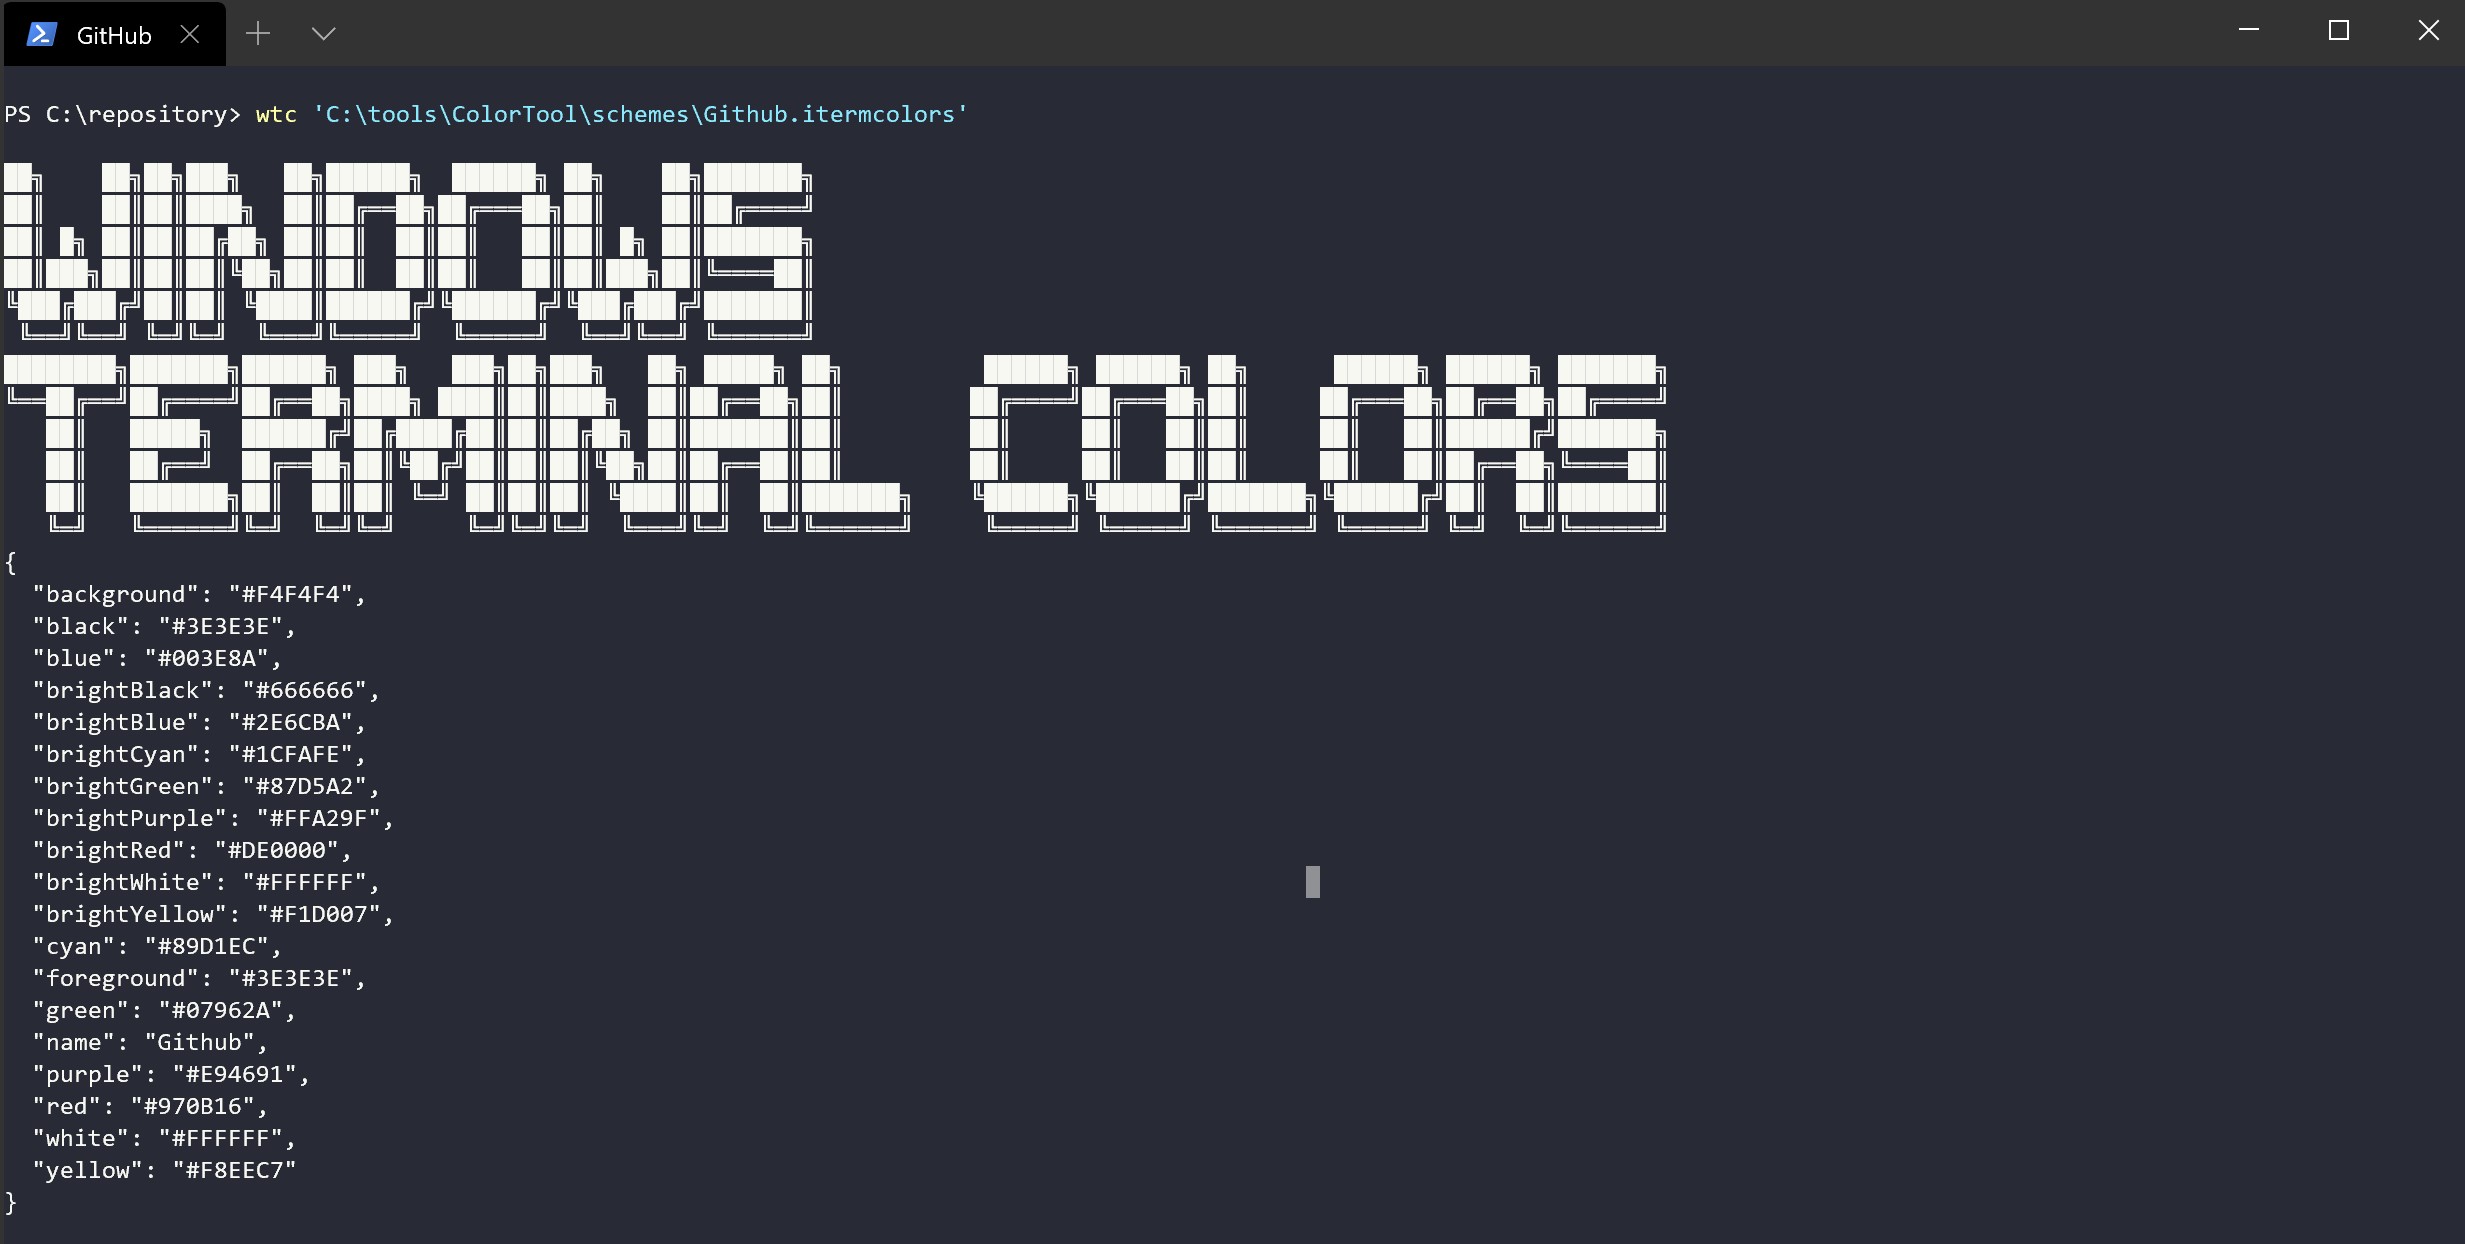 GitHub
PS C:\repository> wtc 'C:\tools\ColorTool\schemes\Github.itermcolors'
WINDOWS
TERMINAL COLORS
{
  "background": "#F4F4F4",
  "black": "#3E3E3E",
  "blue": "#003E8A",
  "brightBlack": "#666666",
  "brightBlue": "#2E6CBA",
  "brightCyan": "#1CFAFE",
  "brightGreen": "#87D5A2",
  "brightPurple": "#FFA29F",
  "brightRed": "#DE0000",
  "brightWhite": "#FFFFFF",
  "brightYellow": "#F1D007",
  "cyan": "#89D1EC",
  "foreground": "#3E3E3E",
  "green": "#07962A",
  "name": "Github",
  "purple": "#E94691",
  "red": "#970B16",
  "white": "#FFFFFF",
  "yellow": "#F8EEC7"
}